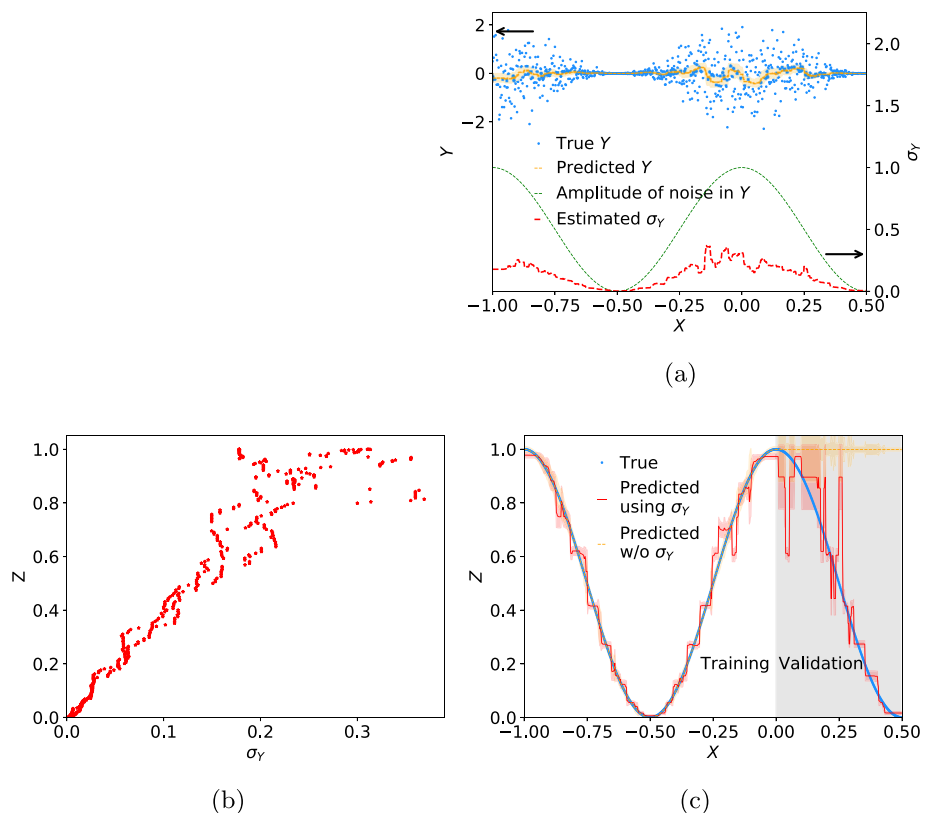 2
0
−2
Y
2.0
1.5
1.0
0.5
0.0
σY
True Y
Predicted Y
Amplitude of noise in Y
Estimated σY
−1.00 −0.75 −0.50 −0.25 0.00 0.25 0.50
X
(a)
1.0
0.8
0.6
0.4
0.2
0.0
Z
0.0 0.1 0.2 0.3
σY
(b)
1.0
0.8
0.6
0.4
0.2
0.0
Z
True
Predicted
using σY
Predicted
w/o σY
Training Validation
−1.00 −0.75 −0.50 −0.25 0.00 0.25 0.50
X
(c)